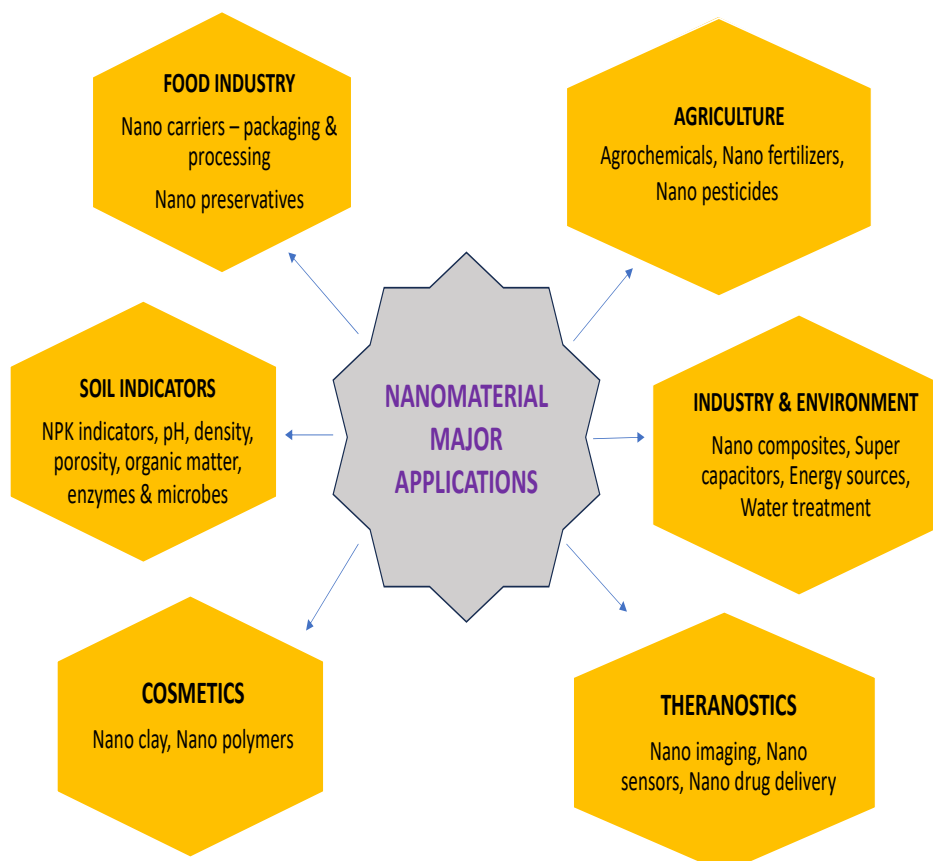 FOOD INDUSTRY
Nano carriers – packaging &
processing
Nano preservatives
AGRICULTURE
Agrochemicals, Nano fertilizers,
Nano pesticides
SOIL INDICATORS
NPK indicators, pH, density,
porosity, organic matter,
enzymes & microbes
NANOMATERIAL
MAJOR
APPLICATIONS
INDUSTRY & ENVIRONMENT
Nano composites, Super
capacitors, Energy sources,
Water treatment
COSMETICS
Nano clay, Nano polymers
THERANOSTICS
Nano imaging, Nano
sensors, Nano drug delivery